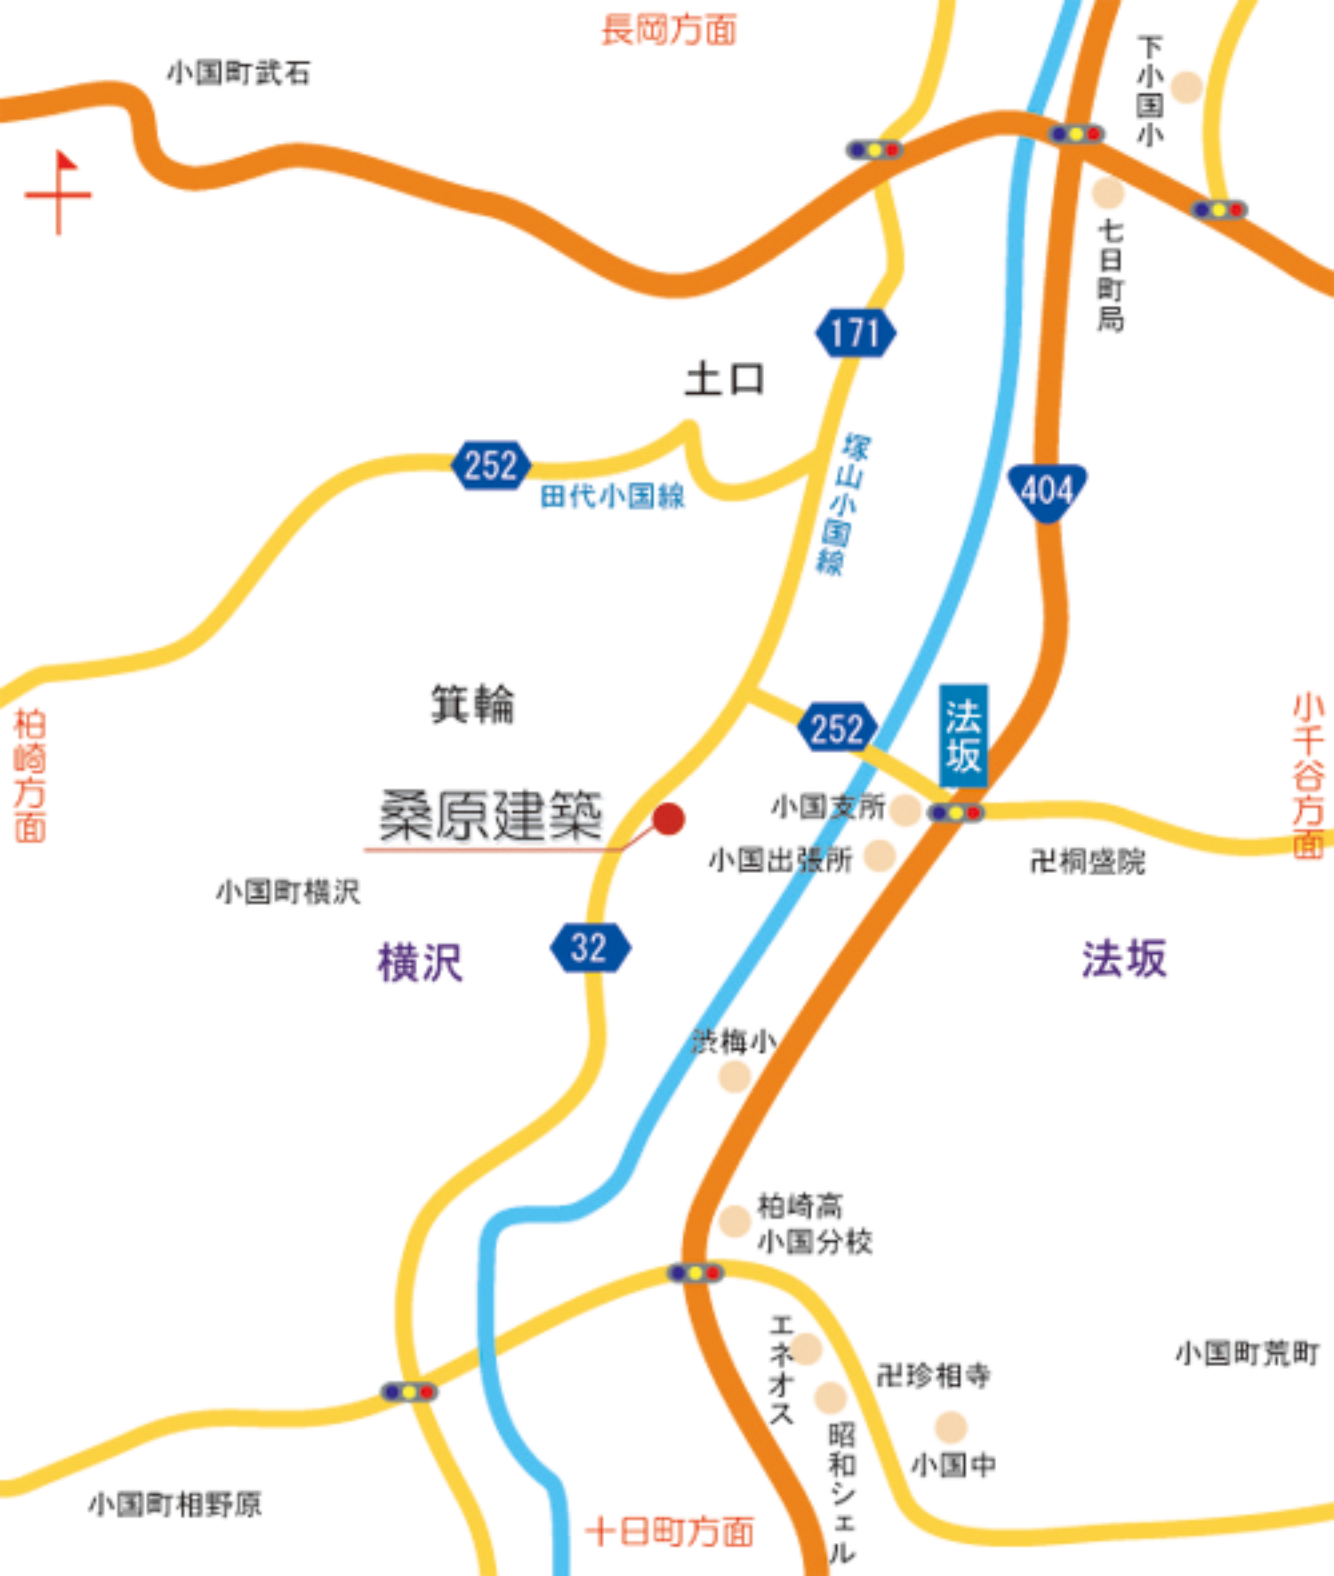 長岡方面
小国町武石
下小国小
七日町局
171
土口
252
田代小国線
塚山小国線
404
箕輪
252
法坂
柏崎方面
小千谷方面
桑原建築
小国支所
小国出張所
卍桐盛院
小国町横沢
32
横沢
法坂
渋梅小
柏崎高
小国分校
エネオス
小国町荒町
卍珍相寺
昭和シェル
小国中
小国町相野原
十日町方面